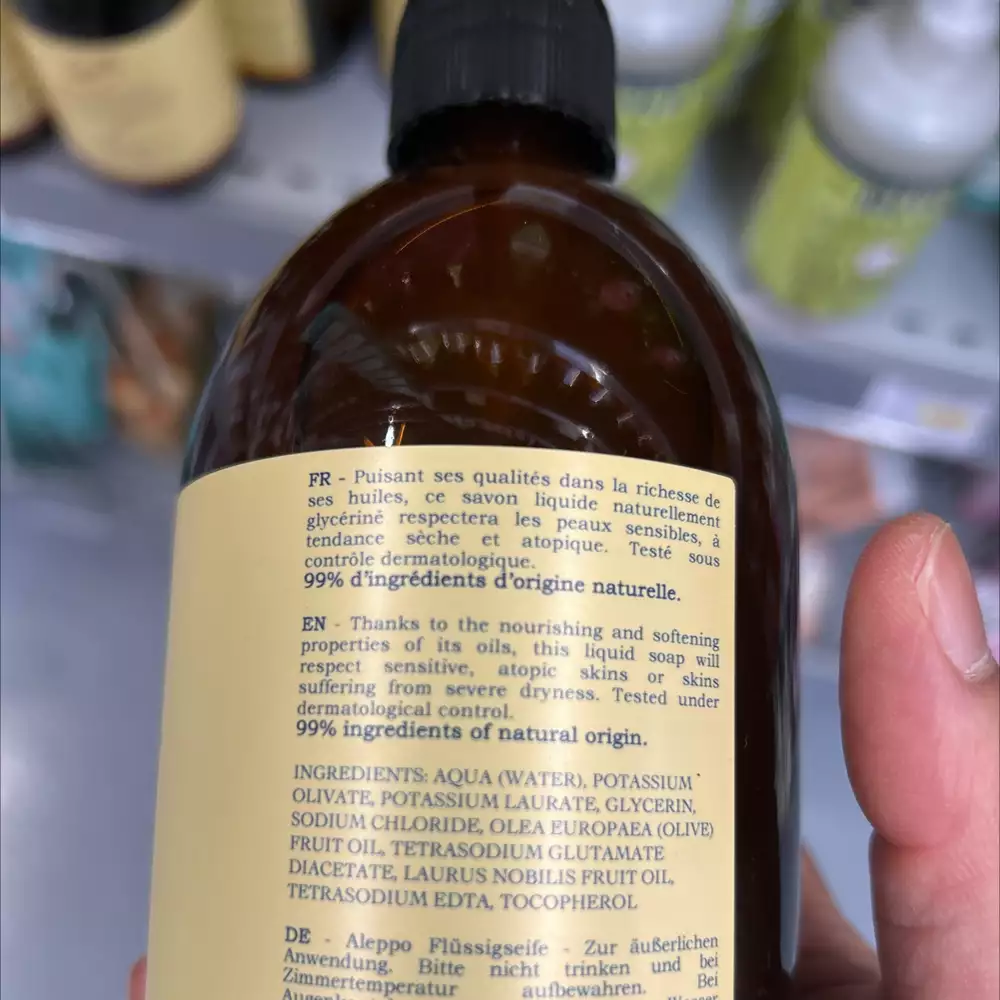 FR - Puisant ses qualités dans la richesse de
ses huiles, ce savon liquide naturellement
glycériné respectera les peaux sensibles, à
tendance sèche et atopique. Testé sous
contrôle dermatologique.
99% d'ingrédients d'origine naturelle.
EN - Thanks to the nourishing and softening
properties of its oils, this liquid soap will
respect sensitive, atopic skins or skins
suffering from severe dryness. Tested under
dermatological control.
99% ingredients of natural origin.
INGREDIENTS: AQUA (WATER), POTASSIUM
OLIVATE, POTASSIUM LAURATE, GLYCERIN,
SODIUM CHLORIDE, OLEA EUROPAEA (OLIVE)
FRUIT OIL, TETRASODIUM GLUTAMATE
DIACETATE, LAURUS NOBILIS FRUIT OIL,
TETRASODIUM EDTA, TOCOPHEROL
DE - Aleppo Flüssigseife - Zur äußerlichen
Anwendung. Bitte nicht trinken und bei
Zimmertemperatur aufbewahren. Bei